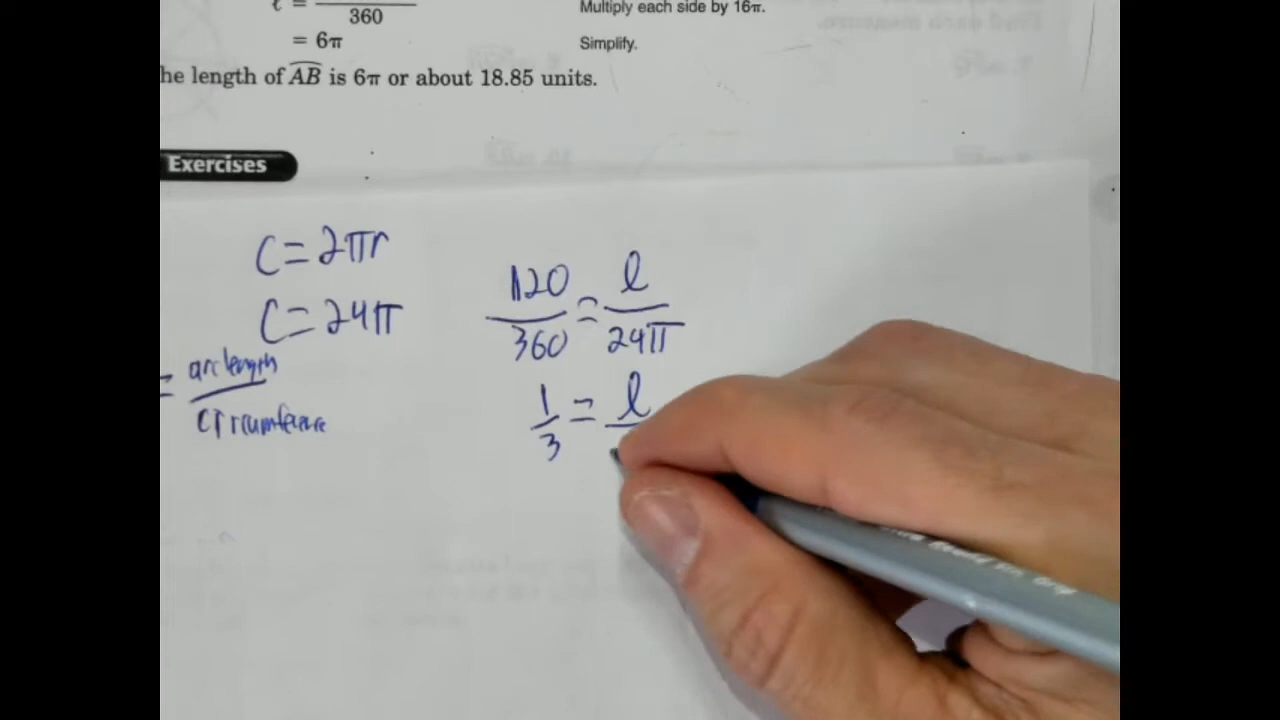 ℓ = 
360
Multiply each side by 16π.
= 6π
Simplify.
he length of AB is 6π or about 18.85 units.
Exercises
C = 2πr
C = 24π
= arc length / circumference
120/360 = ℓ/24π
1/3 = ℓ